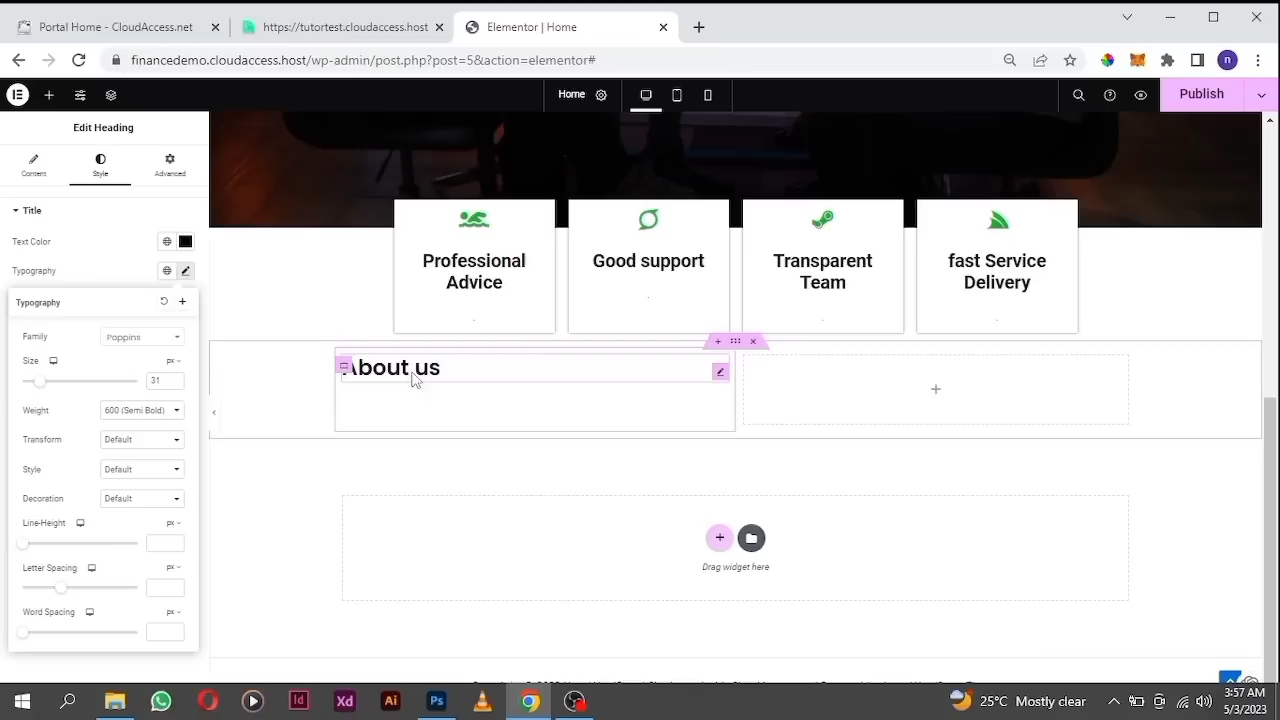 Portal Home - CloudAccess.net
https://tutortest.cloudaccess.host/
Elementor | Home
financedemo.cloudaccess.host/wp-admin/post.php?post=5&action=elementor#
n
Home
Publish
Edit Heading
Content
Style
Advanced
Title
Text Color
Typography
Typography
Family
Poppins
Size
px
31
Weight
600 (Semi Bold)
Transform
Default
Style
Default
Decoration
Default
Line-Height
px
Letter Spacing
px
Word Spacing
px
Professional
Advice
Good support
Transparent
Team
fast Service
Delivery
About us
Drag widget here
25°C Mostly clear
3:57 AM
5/3/2023